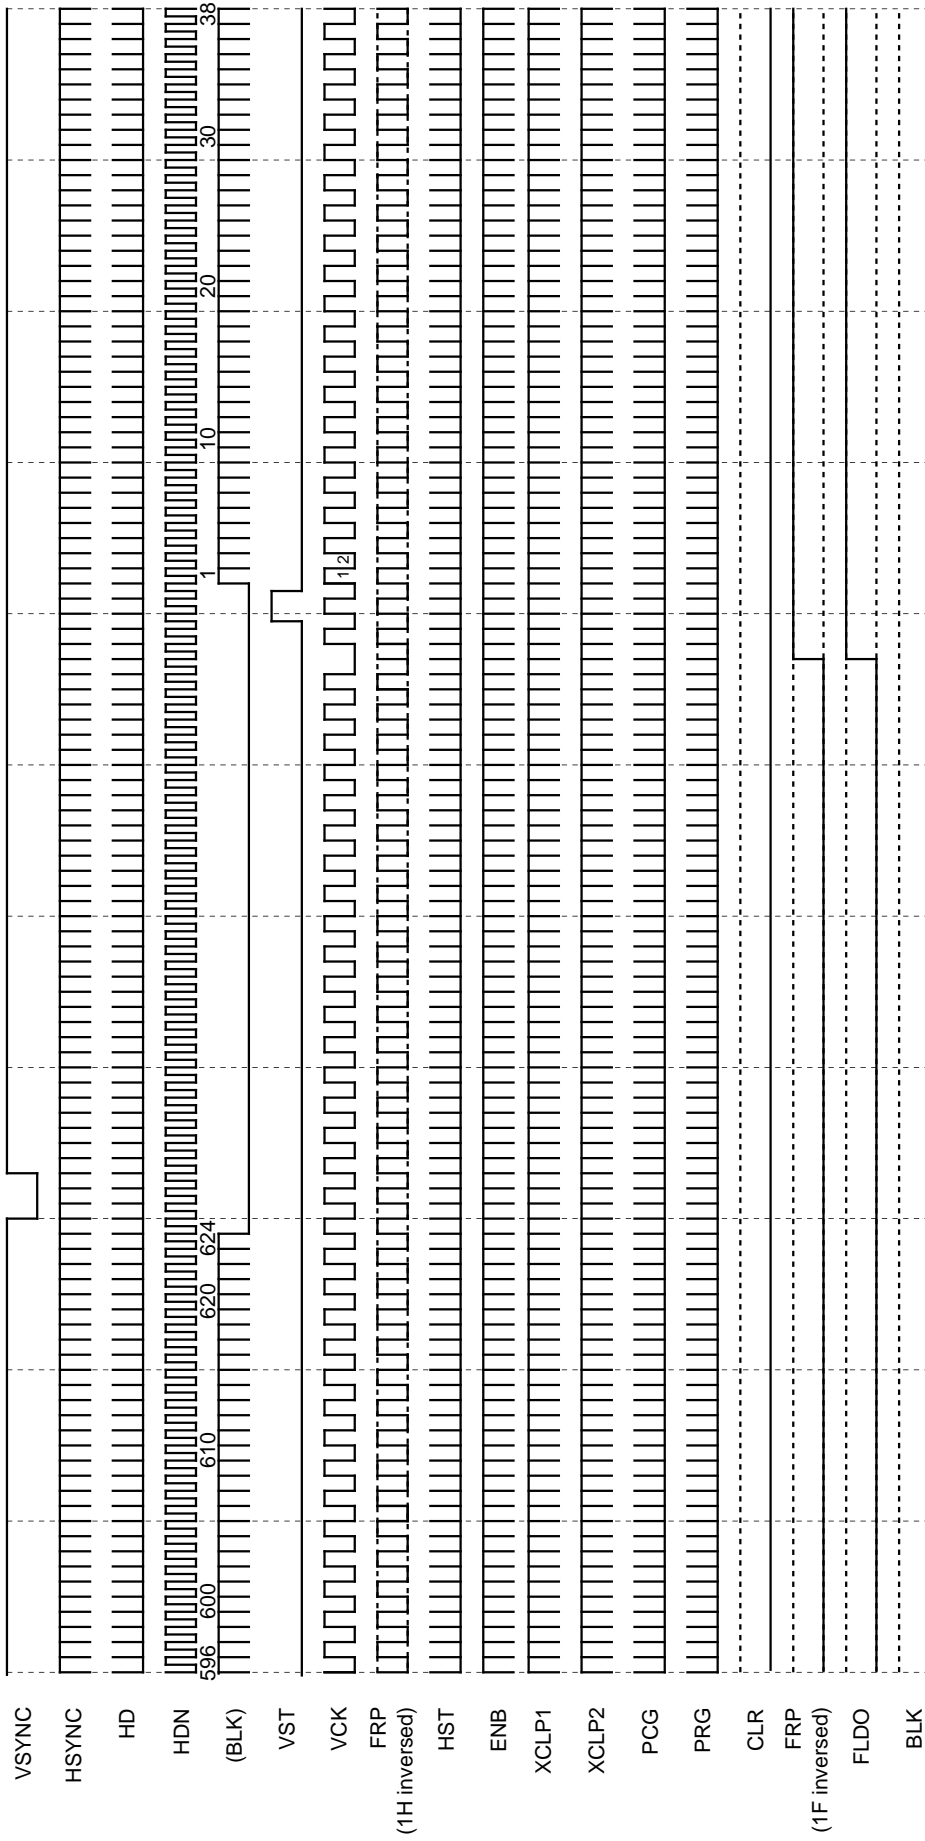 VSYNC
HSYNC
HD
HDN
596 600 610 620 624 1 10 20 30 38
(BLK)
VST
VCK
1 2
FRP
(1H inversed)
HST
ENB
XCLP1
XCLP2
PCG
PRG
CLR
FRP
(1F inversed)
FLDO
BLK